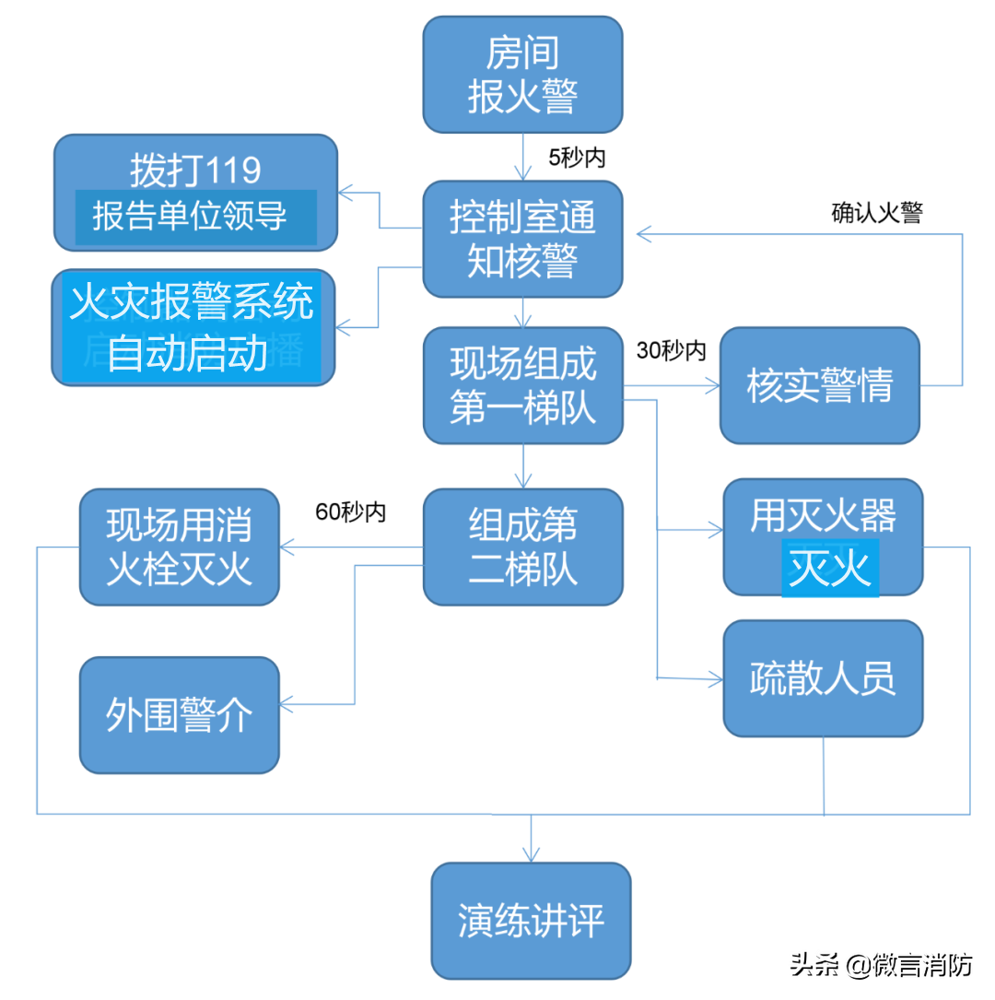 房间
报火警
5秒内
拨打119
报告单位领导
控制室通
知核警
确认火警
火灾报警系统
自动启动
现场组成
第一梯队
30秒内
核实警情
现场用消
火栓灭火
60秒内
组成第
二梯队
用灭火器
灭火
外围警介
疏散人员
演练讲评
头条 @微言消防